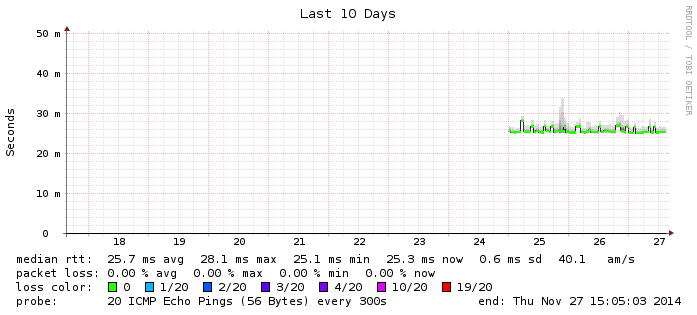 Last 10 Days
RRDTOOL / TOBI OETIKER
Seconds
50 m
40 m
30 m
20 m
10 m
0
18 19 20 21 22 23 24 25 26 27
median rtt: 25.7 ms avg 28.1 ms max 25.1 ms min 25.3 ms now 0.6 ms sd 40.1 am/s
packet loss: 0.00 % avg 0.00 % max 0.00 % min 0.00 % now
loss color: 0 1/20 2/20 3/20 4/20 10/20 19/20
probe: 20 ICMP Echo Pings (56 Bytes) every 300s end: Thu Nov 27 15:05:03 2014